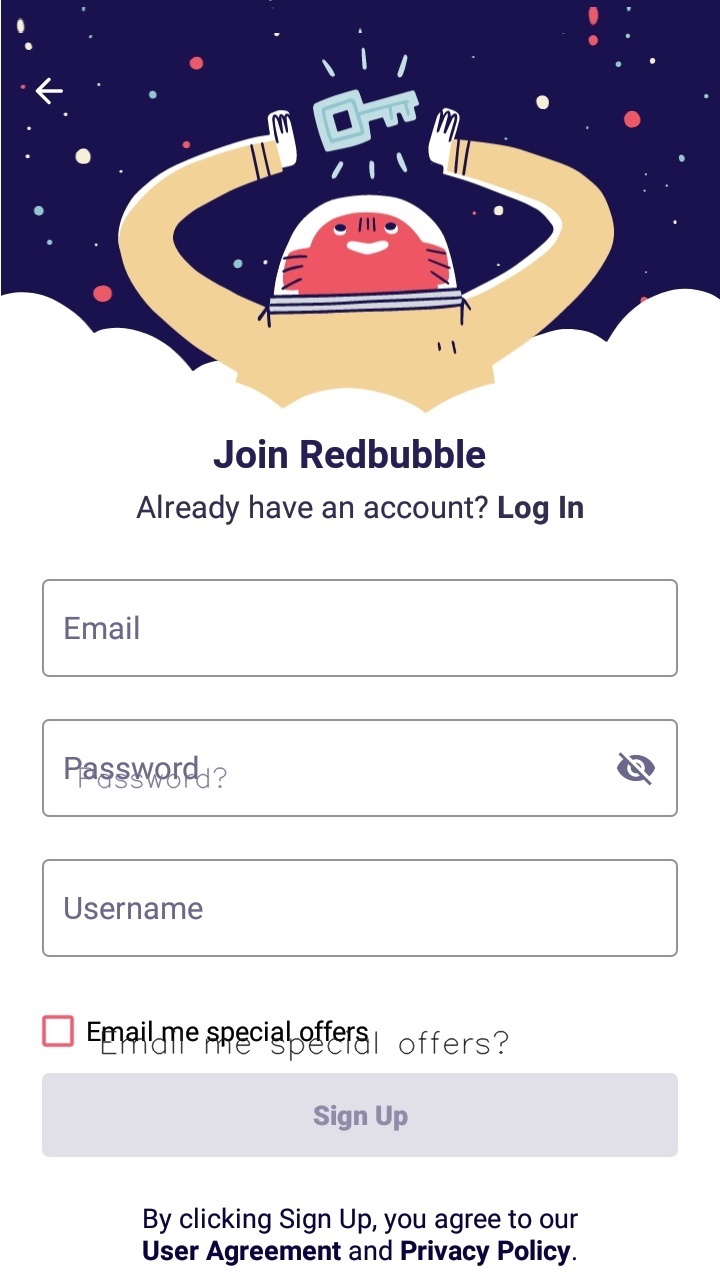 Join Redbubble
Already have an account? Log In
Email
Password
Password?
Username
Email me special offers
Email me special offers?
Sign Up
By clicking Sign Up, you agree to our
User Agreement and Privacy Policy.